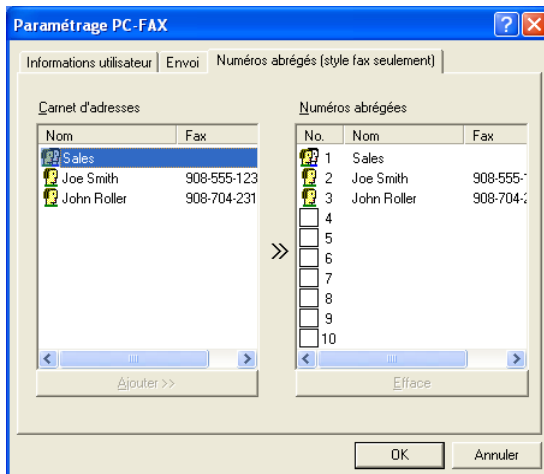 Paramétrage PC-FAX
Informations utilisateur Envoi Numéros abrégés (style fax seulement)
Carnet d'adresses Numéros abrégées
Nom Fax No. Nom Fax
Sales 1 Sales
Joe Smith 908-555-123 2 Joe Smith 908-555-
John Roller 908-704-231 3 John Roller 908-704-
4
5
6
7
8
9
10
Ajouter >> Efface
OK Annuler